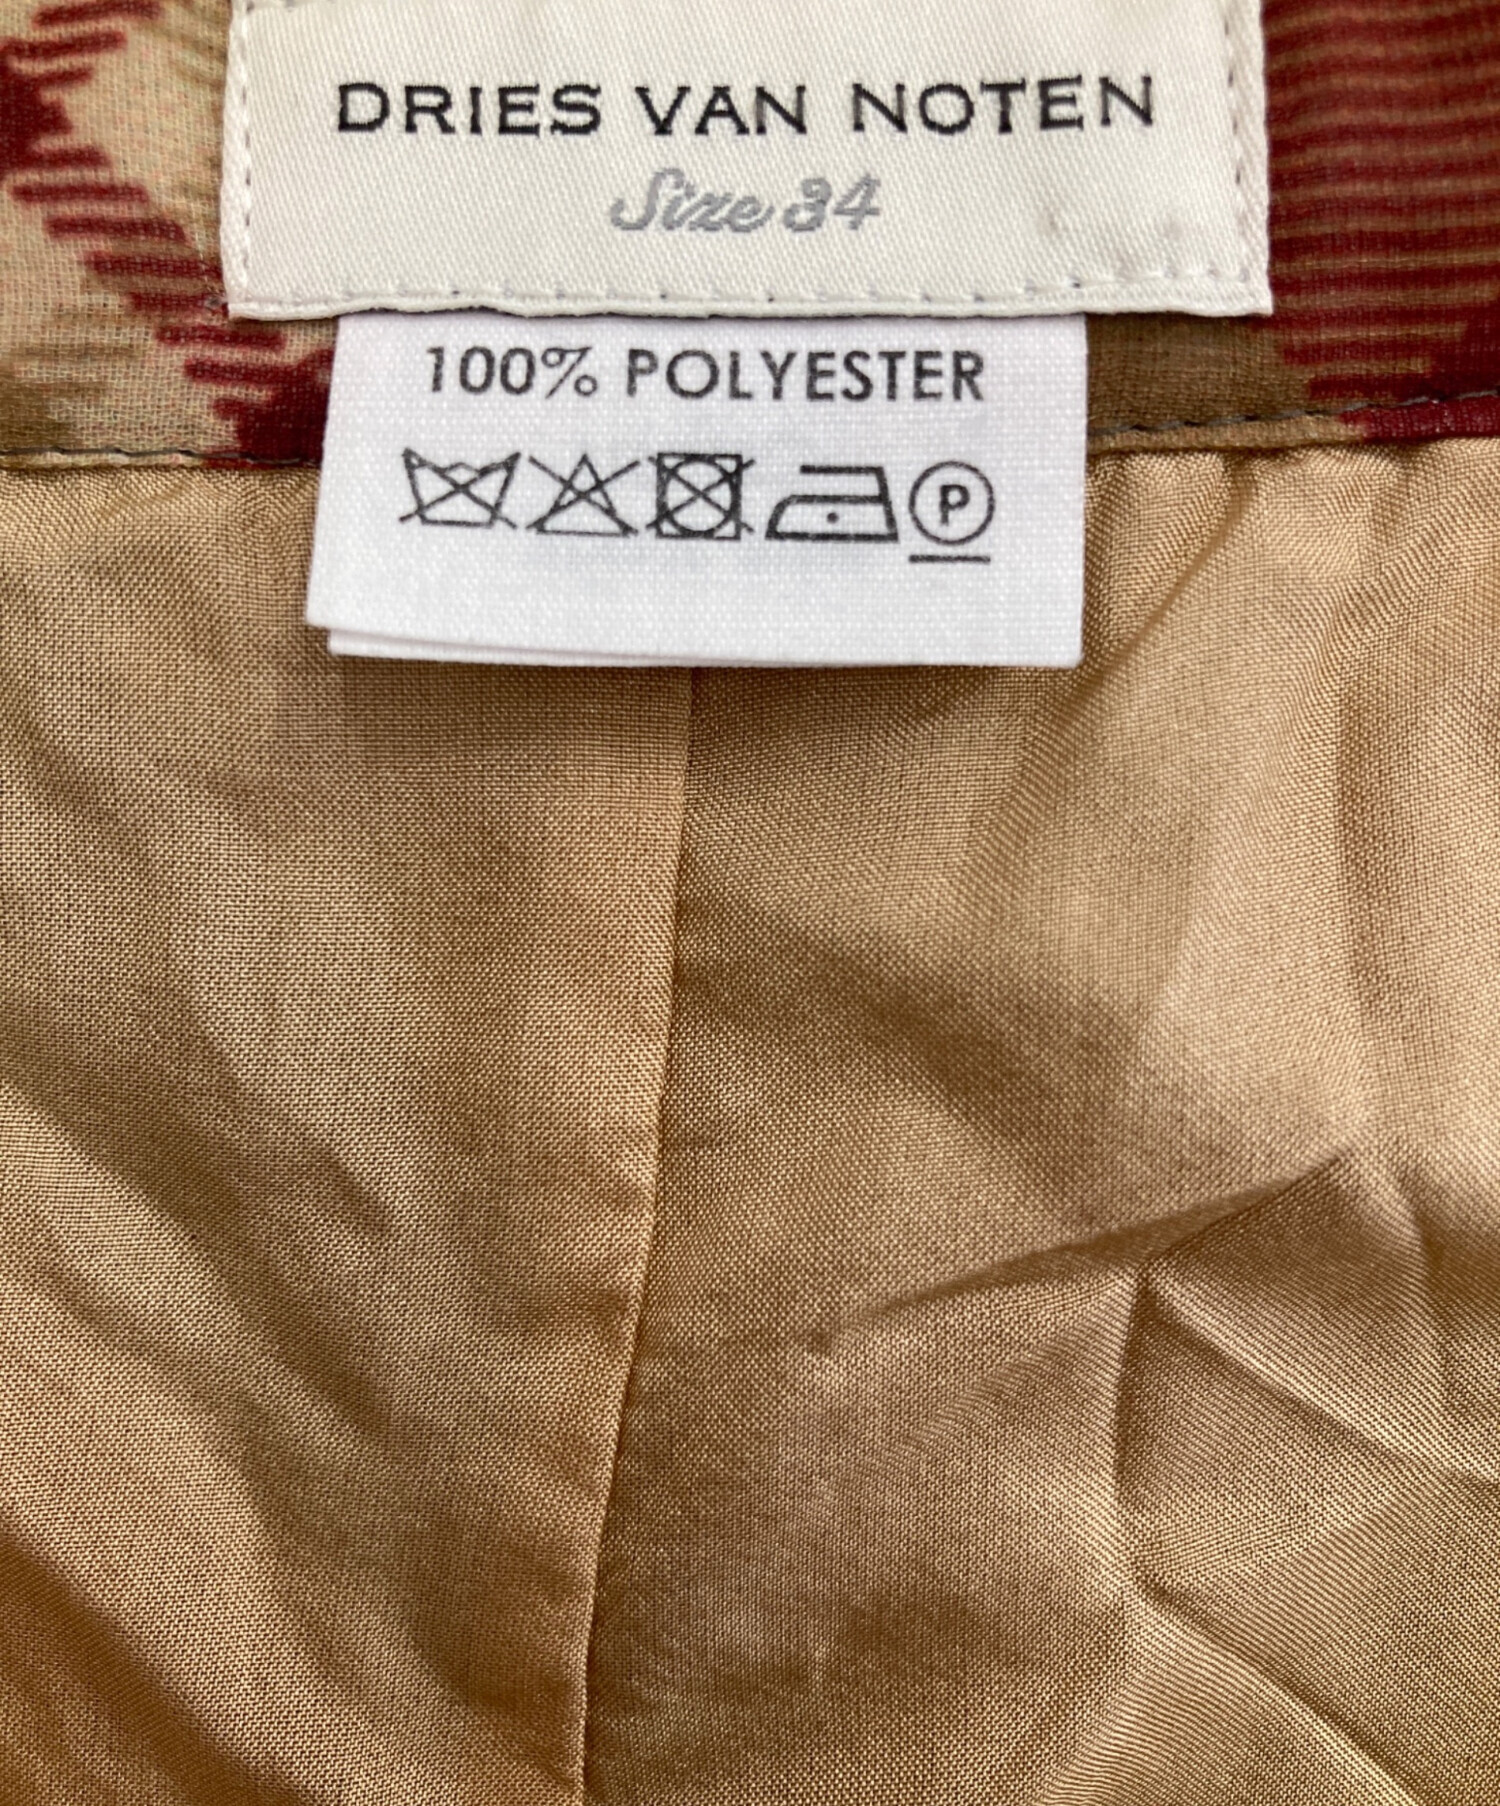 DRIES VAN NOTEN
Size 34
100% POLYESTER
P